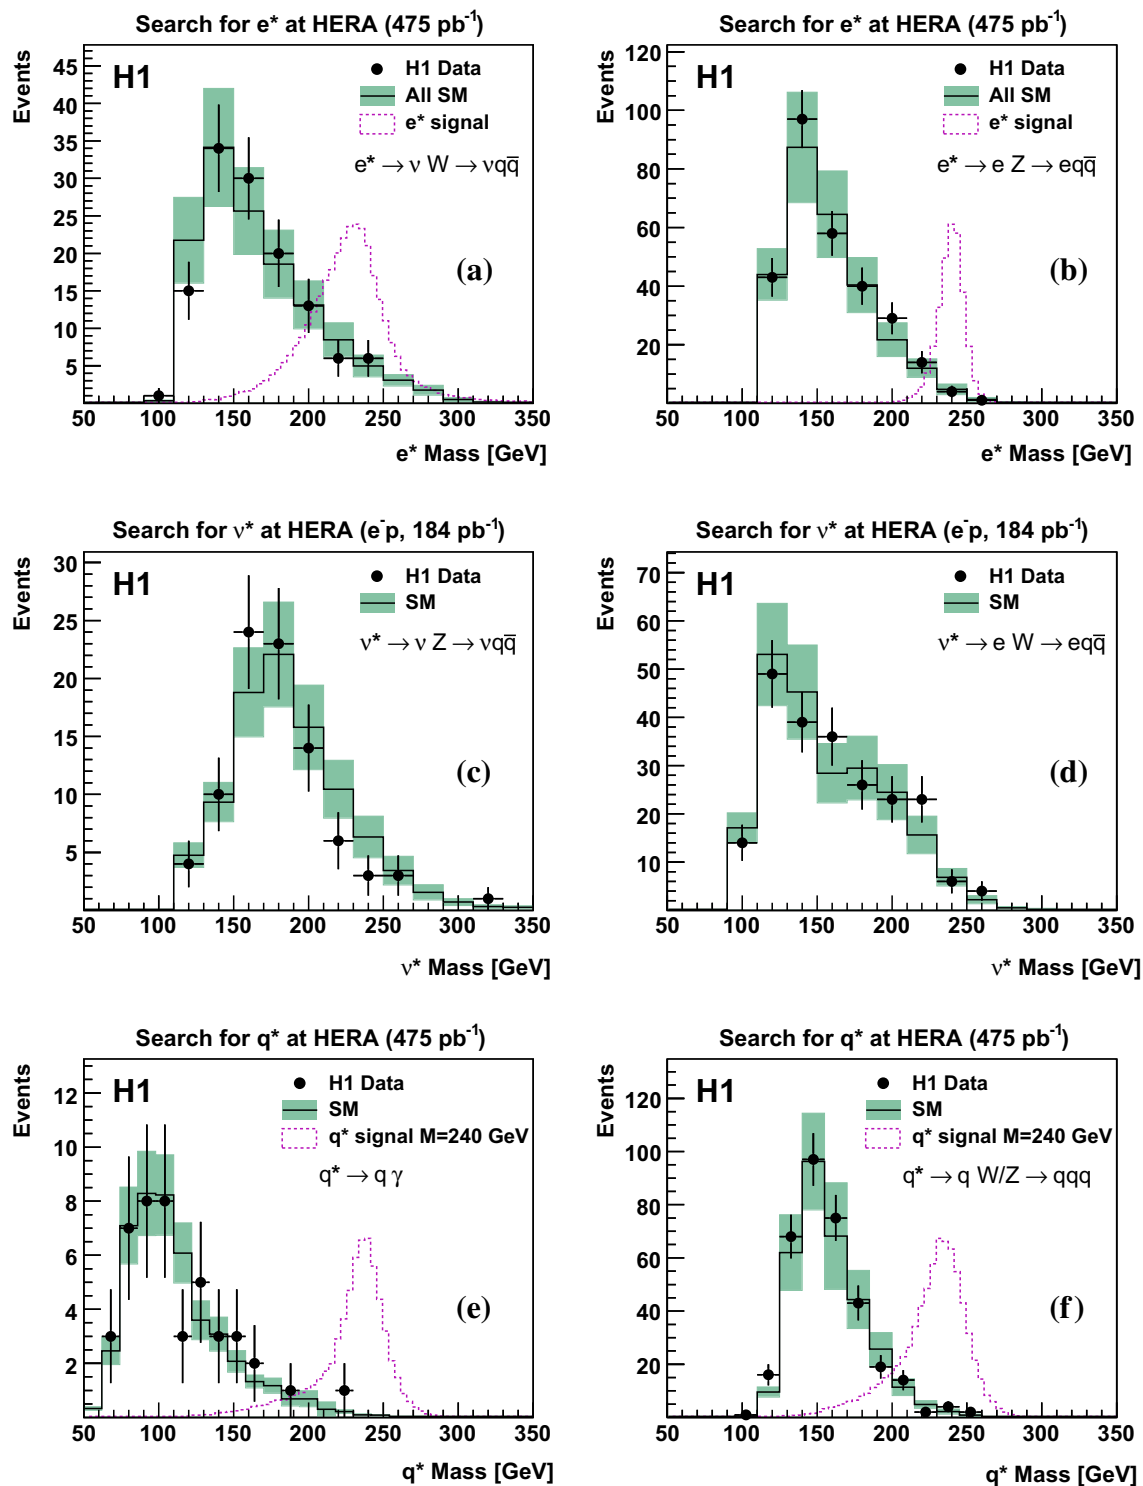 Search for e* at HERA (475 pb⁻¹)
Events
H1
H1 Data
All SM
e* signal
e* → ν W → νqq̄
(a)
45
40
35
30
25
20
15
10
5
50 100 150 200 250 300 350
e* Mass [GeV]
Search for e* at HERA (475 pb⁻¹)
Events
H1
H1 Data
All SM
e* signal
e* → e Z → eqq̄
(b)
120
100
80
60
40
20
50 100 150 200 250 300 350
e* Mass [GeV]
Search for ν* at HERA (e⁻p, 184 pb⁻¹)
Events
H1
H1 Data
SM
ν* → ν Z → νqq̄
(c)
30
25
20
15
10
5
50 100 150 200 250 300 350
ν* Mass [GeV]
Search for ν* at HERA (e⁻p, 184 pb⁻¹)
Events
H1
H1 Data
SM
ν* → e W → eqq̄
(d)
70
60
50
40
30
20
10
50 100 150 200 250 300 350
ν* Mass [GeV]
Search for q* at HERA (475 pb⁻¹)
Events
H1
H1 Data
SM
q* signal M=240 GeV
q* → q γ
(e)
12
10
8
6
4
2
50 100 150 200 250 300 350
q* Mass [GeV]
Search for q* at HERA (475 pb⁻¹)
Events
H1
H1 Data
SM
q* signal M=240 GeV
q* → q W/Z → qqq
(f)
120
100
80
60
40
20
50 100 150 200 250 300 350
q* Mass [GeV]